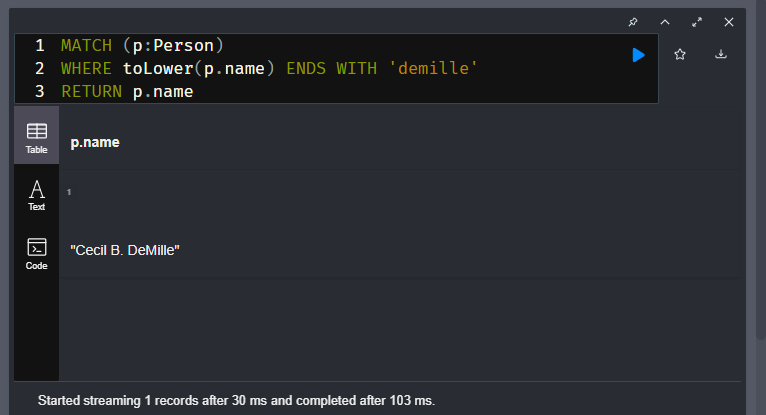 1 MATCH (p:Person)
2 WHERE toLower(p.name) ENDS WITH 'demille'
3 RETURN p.name
Table
p.name
Text
1
"Cecil B. DeMille"
Code
Started streaming 1 records after 30 ms and completed after 103 ms.